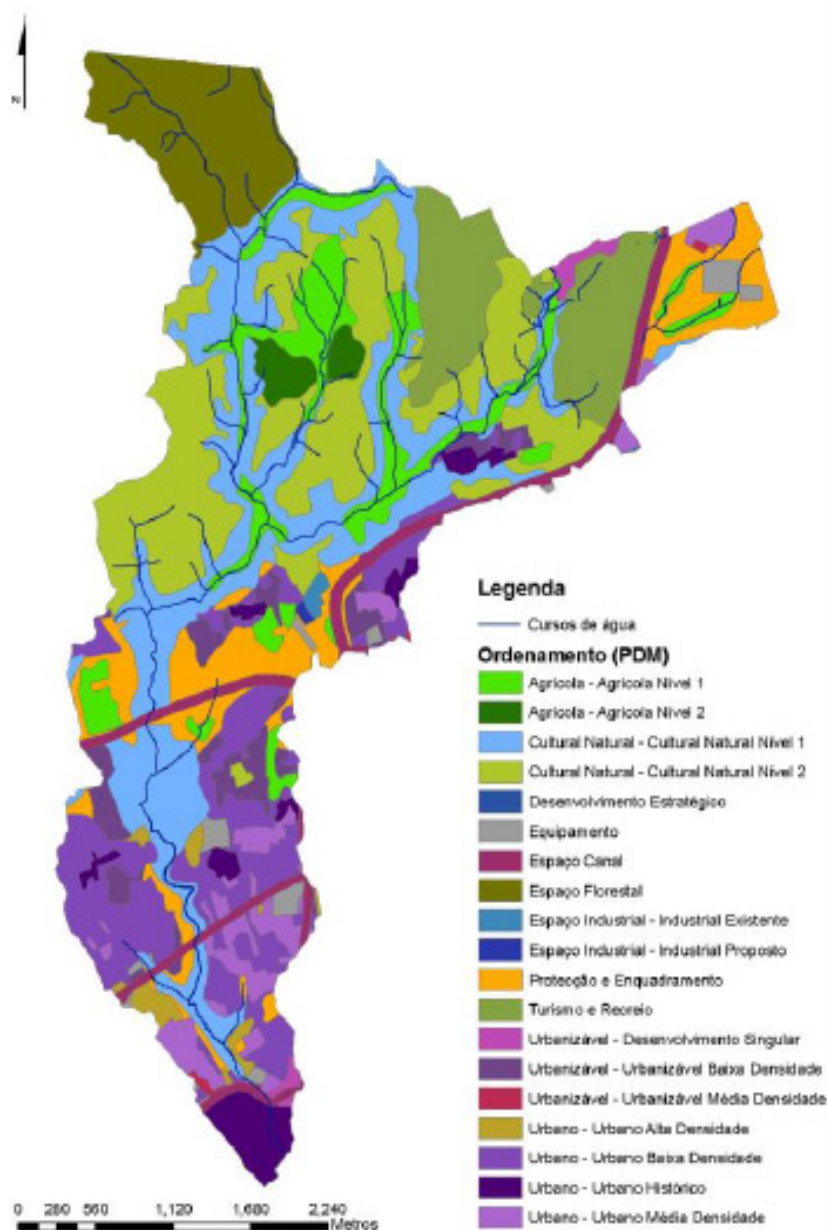 N
Legenda
Cursos de água
Ordenamento (PDM)
Agrícola - Agrícola Nível 1
Agrícola - Agrícola Nível 2
Cultural Natural - Cultural Natural Nível 1
Cultural Natural - Cultural Natural Nível 2
Desenvolvimento Estratégico
Equipamento
Espaço Canal
Espaço Florestal
Espaço Industrial - Industrial Existente
Espaço Industrial - Industrial Proposto
Protecção e Enquadramento
Turismo e Recreio
Urbanizável - Desenvolvimento Singular
Urbanizável - Urbanizável Baixa Densidade
Urbanizável - Urbanizável Média Densidade
Urbano - Urbano Alta Densidade
Urbano - Urbano Baixa Densidade
Urbano - Urbano Histórico
Urbano - Urbano Média Densidade
0 280 560 1,120 1,680 2,240
Metros